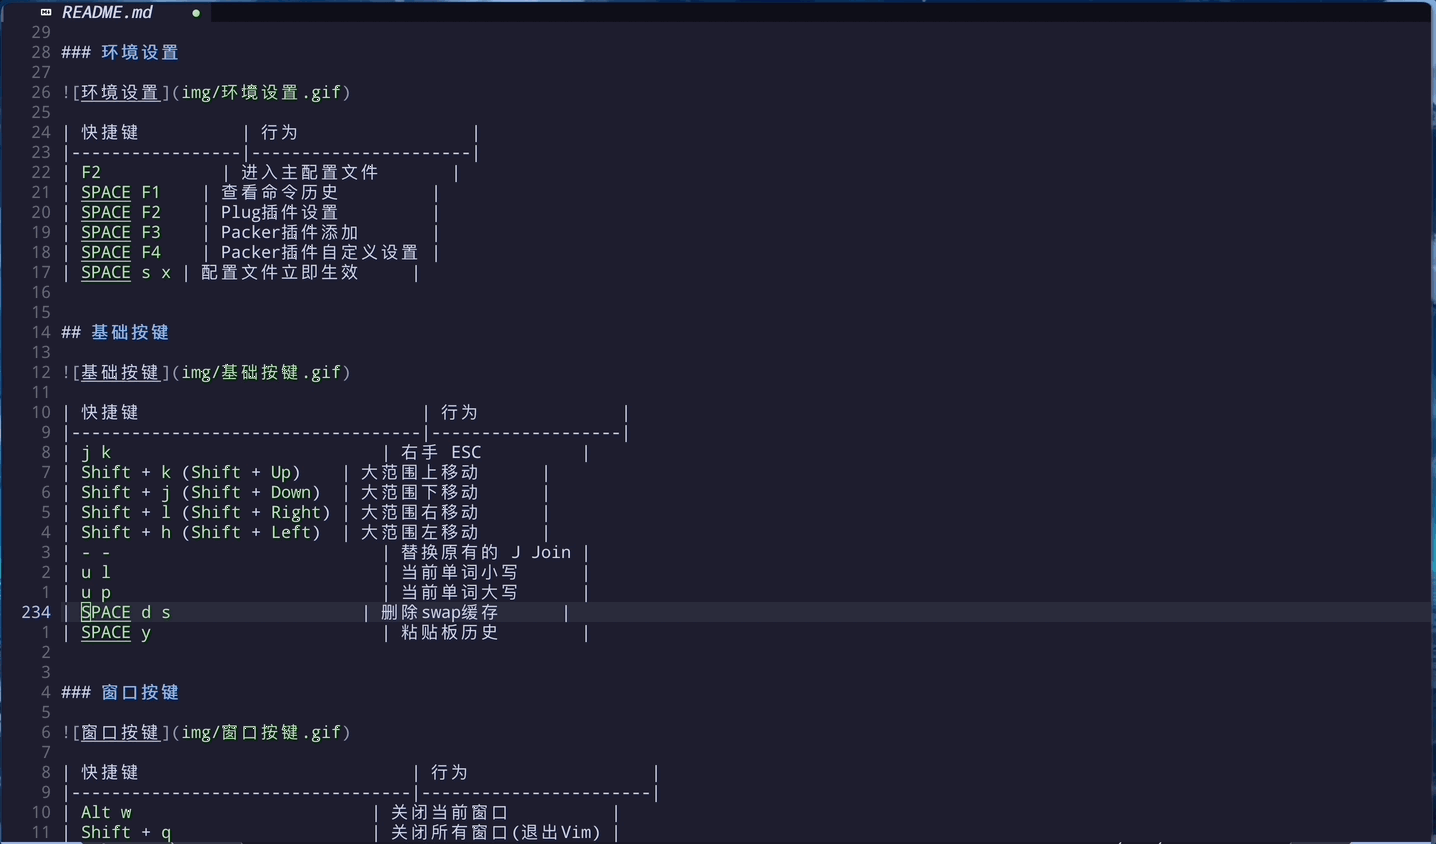 README.md ●
29
28 ### 环境设置
27
26 ![环境设置](img/环境设置.gif)
25
24 | 快捷键           | 行为                  |
23 |-----------------|----------------------|
22 | F2            | 进入主配置文件        |
21 | SPACE F1    | 查看命令历史          |
20 | SPACE F2    | Plug插件设置          |
19 | SPACE F3    | Packer插件添加        |
18 | SPACE F4    | Packer插件自定义设置 |
17 | SPACE s x | 配置文件立即生效      |
16
15
14 ## 基础按键
13
12 ![基础按键](img/基础按键.gif)
11
10 | 快捷键                             | 行为               |
9 |-----------------------------------|-------------------|
8 | j k                           | 右手 ESC          |
7 | Shift + k (Shift + Up)    | 大范围上移动       |
6 | Shift + j (Shift + Down)  | 大范围下移动       |
5 | Shift + l (Shift + Right) | 大范围右移动       |
4 | Shift + h (Shift + Left)  | 大范围左移动       |
3 | - -                           | 替换原有的 J Join |
2 | u l                           | 当前单词小写       |
1 | u p                           | 当前单词大写       |
234 | SPACE d s                   | 删除swap缓存       |
1 | SPACE y                       | 粘贴板历史         |
2
3
4 ### 窗口按键
5
6 ![窗口按键](img/窗口按键.gif)
7
8 | 快捷键                            | 行为                   |
9 |----------------------------------|-----------------------|
10 | Alt w                        | 关闭当前窗口           |
11 | Shift + q                    | 关闭所有窗口(退出Vim) |